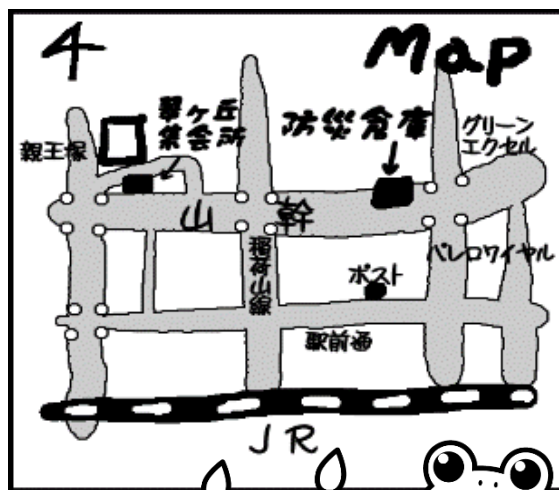 4
Map
翠ヶ丘
集会所
防災倉庫
グリーン
エクセル
親王塚
山幹
稲荷山線
パレロワイヤル
ポスト
駅前通
JR